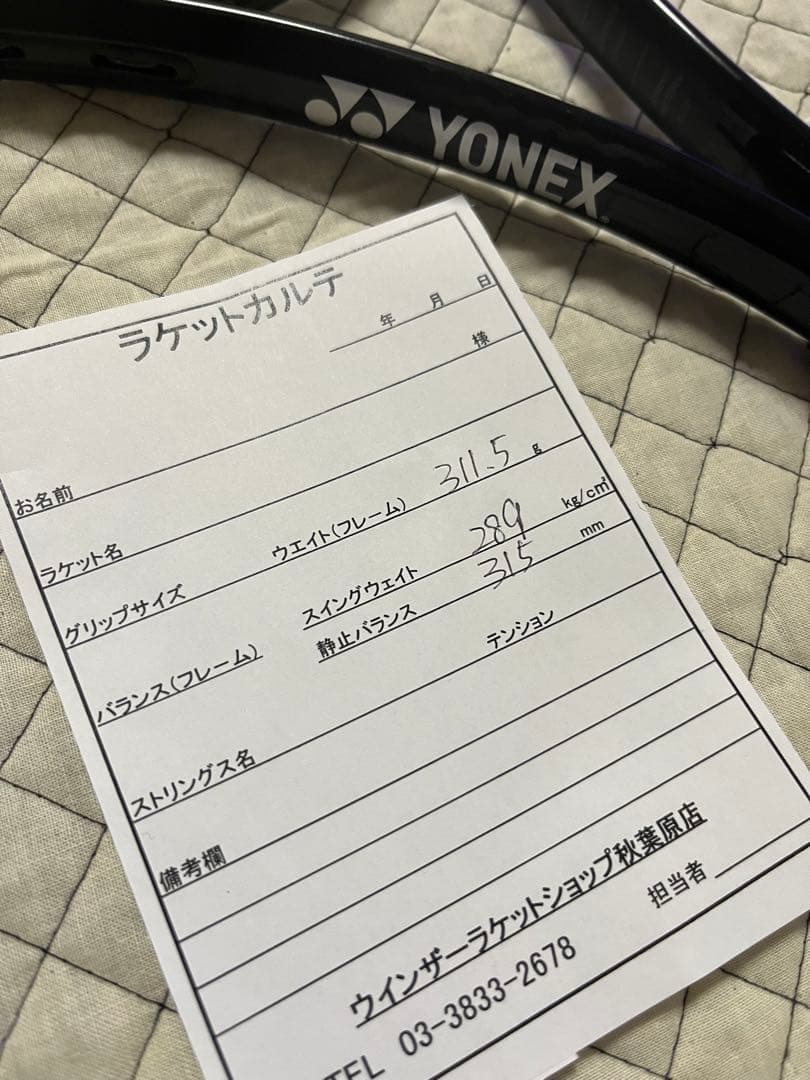 YONEX
ラケットカルテ
年 月 日
お名前 様
ラケット名
グリップサイズ ウエイト(フレーム) 311.5 g
バランス(フレーム) スイングウェイト 289 kg/c㎡
静止バランス 315 mm
ストリングス名 テンション
備考欄
ウインザーラケットショップ秋葉原店
TEL 03-3833-2678 担当者